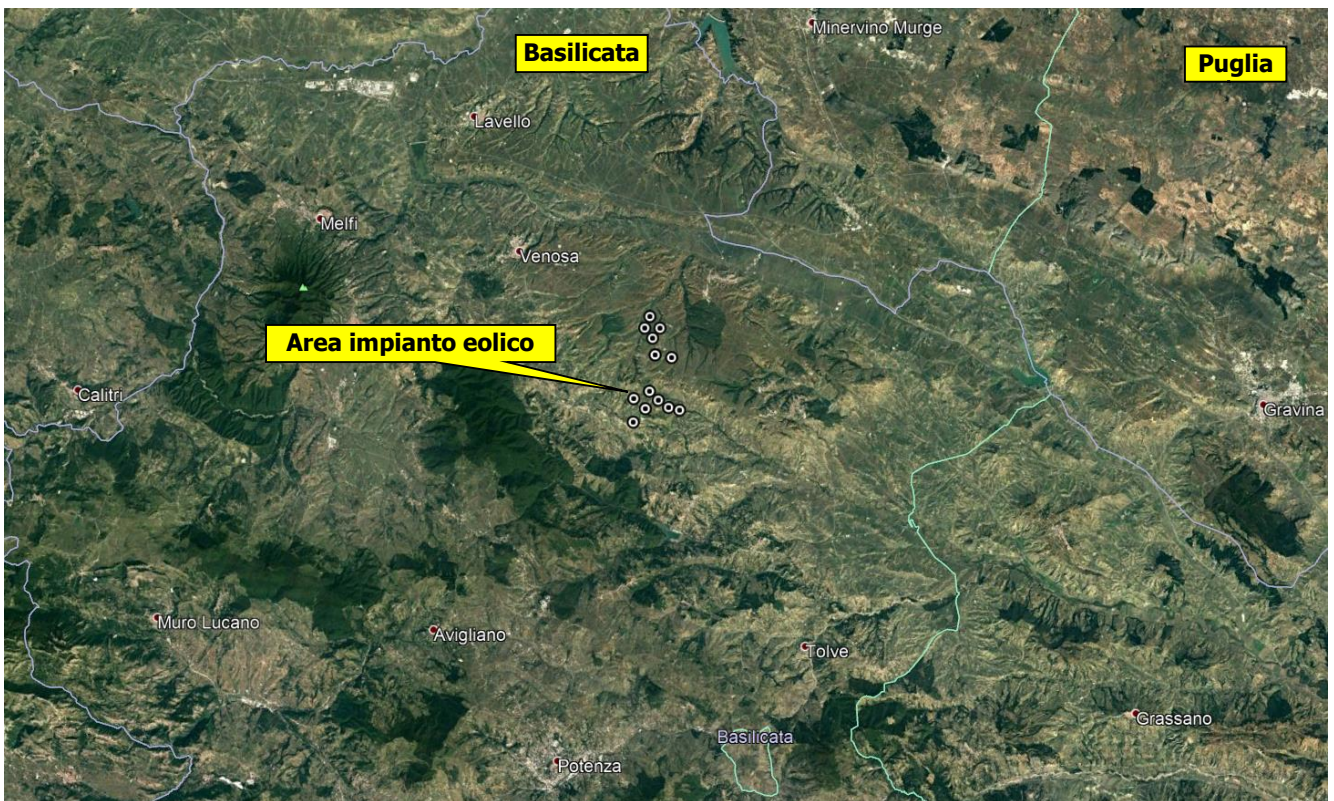 Minervino Murge
Basilicata
Puglia
Lavello
Melfi
Venosa
Area impianto eolico
Calitri
Gravina
Muro Lucano
Avigliano
Tolve
Grassano
Basilicata
Potenza